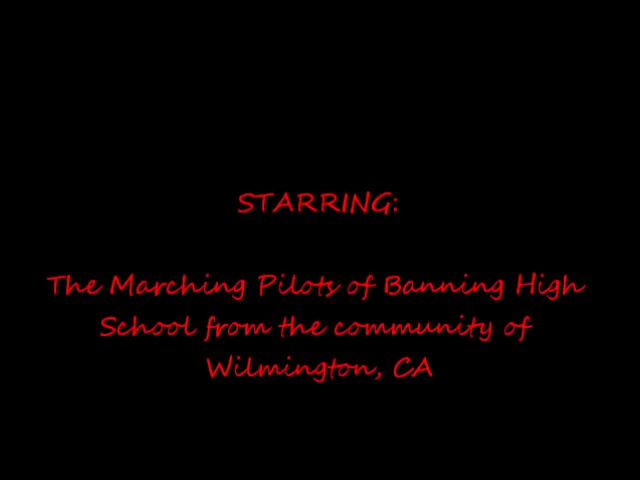 STARRING:
The Marching Pilots of Banning High
School from the community of
Wilmington, CA